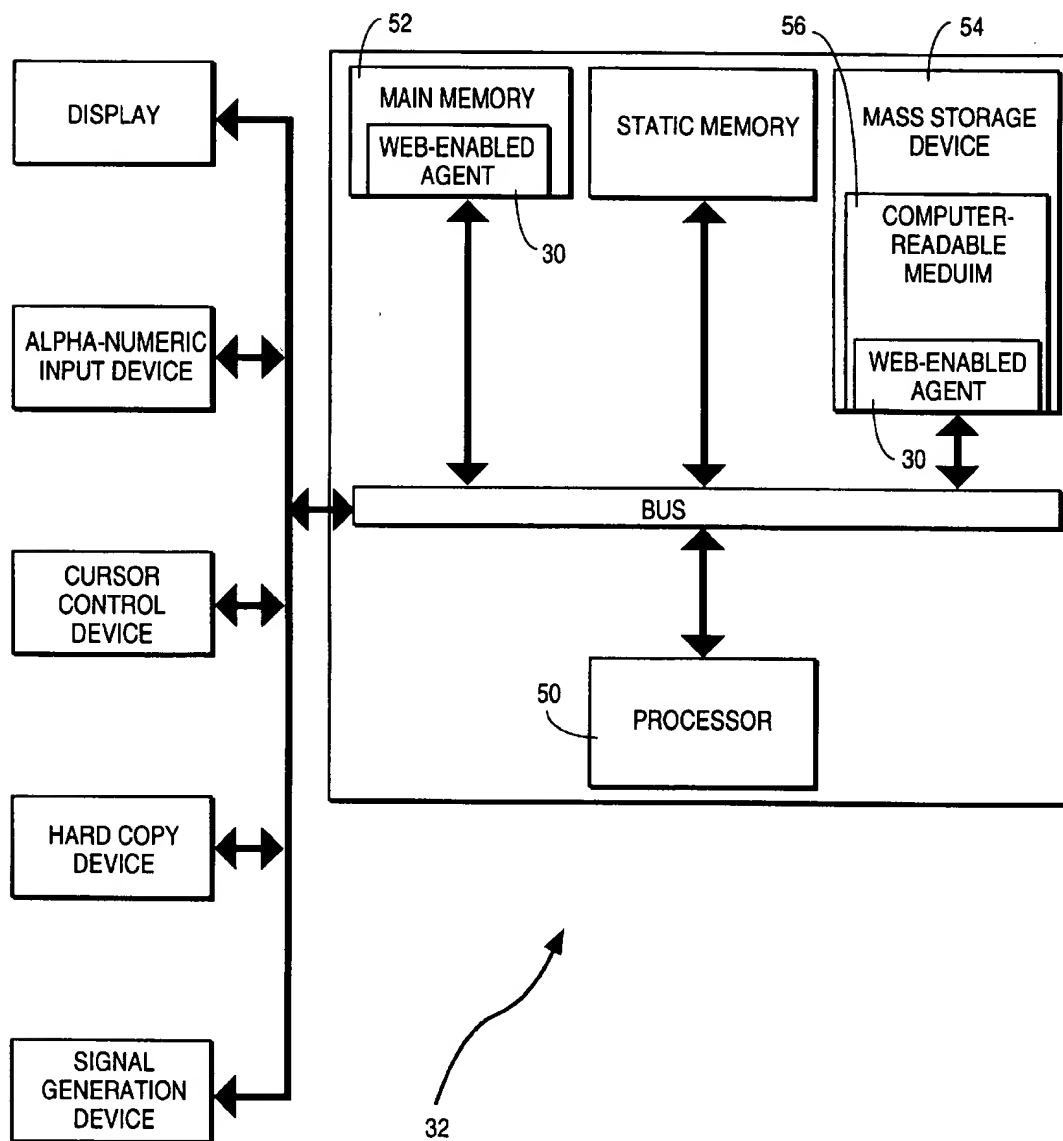 52
56
54
DISPLAY
MAIN MEMORY
WEB-ENABLED
AGENT
30
STATIC MEMORY
MASS STORAGE
DEVICE
COMPUTER-
READABLE
MEDUIM
WEB-ENABLED
AGENT
30
ALPHA-NUMERIC
INPUT DEVICE
BUS
CURSOR
CONTROL
DEVICE
50
PROCESSOR
HARD COPY
DEVICE
SIGNAL
GENERATION
DEVICE
32